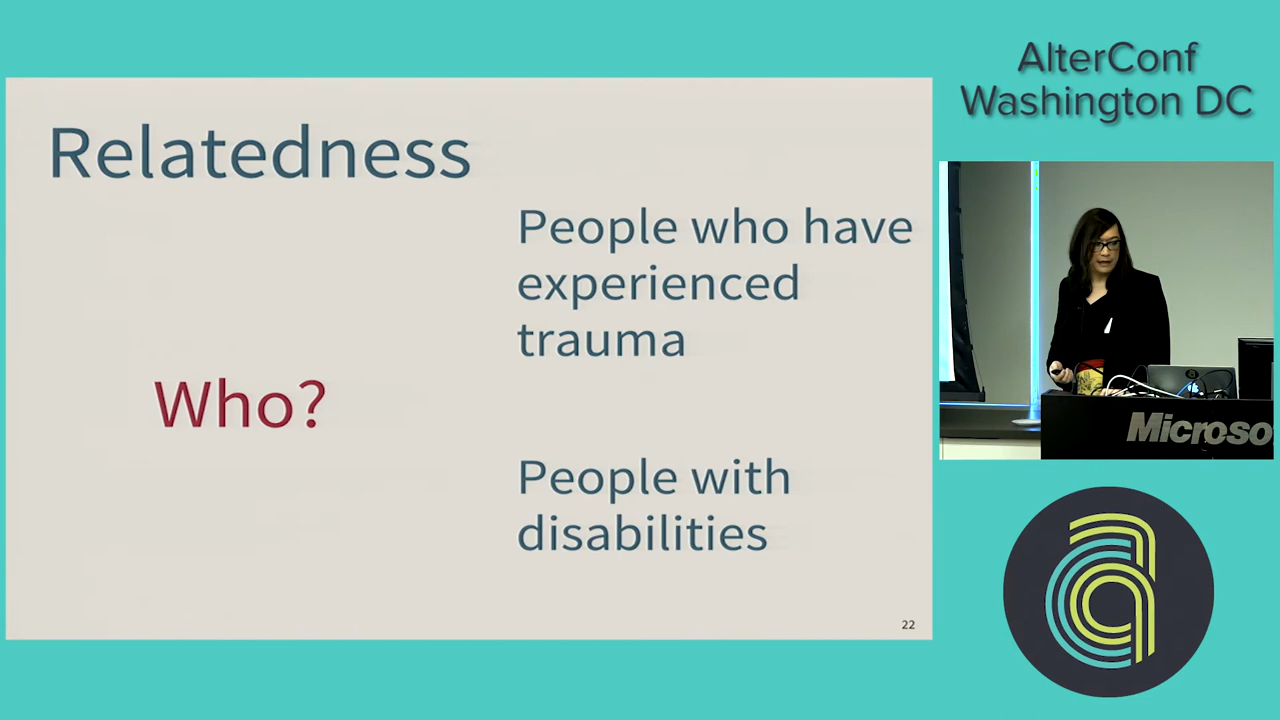 AlterConf
Washington DC
Relatedness
People who have
experienced
trauma
Who?
People with
disabilities
22
Microso